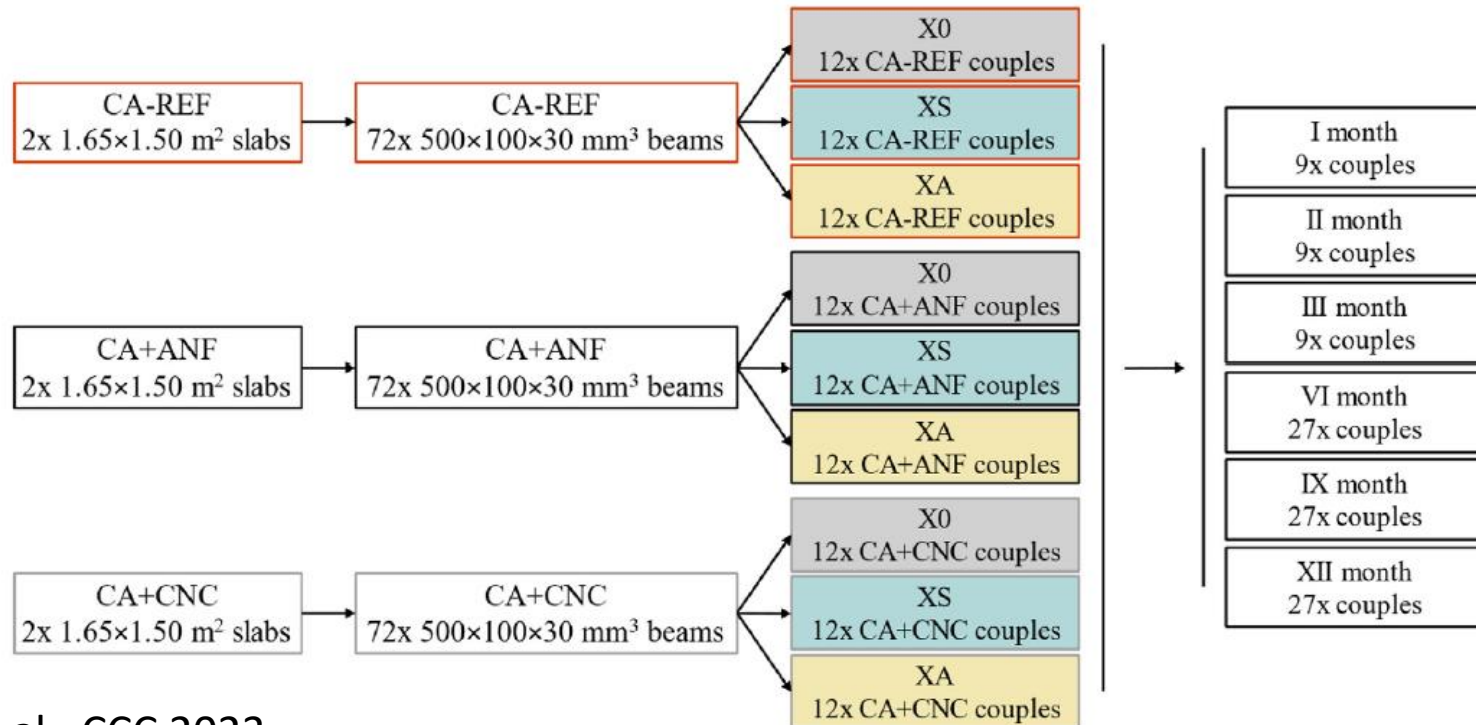 CA-REF
2x 1.65×1.50 m² slabs
CA-REF
72x 500×100×30 mm³ beams
X0
12x CA-REF couples
XS
12x CA-REF couples
XA
12x CA-REF couples
CA+ANF
2x 1.65×1.50 m² slabs
CA+ANF
72x 500×100×30 mm³ beams
X0
12x CA+ANF couples
XS
12x CA+ANF couples
XA
12x CA+ANF couples
CA+CNC
2x 1.65×1.50 m² slabs
CA+CNC
72x 500×100×30 mm³ beams
X0
12x CA+CNC couples
XS
12x CA+CNC couples
XA
12x CA+CNC couples
I month
9x couples
II month
9x couples
III month
9x couples
VI month
27x couples
IX month
27x couples
XII month
27x couples